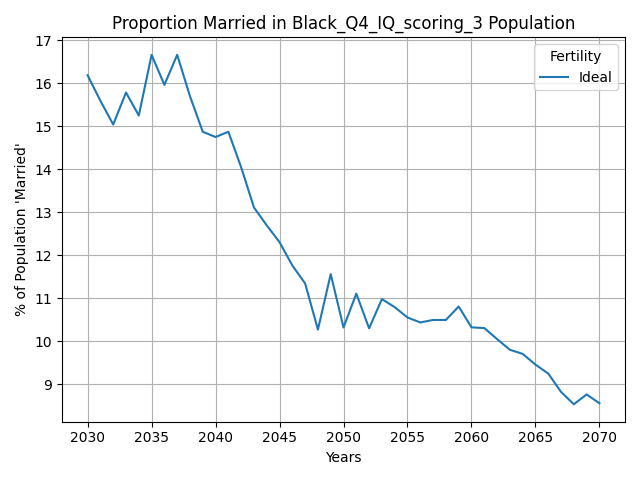 Proportion Married in Black_Q4_IQ_scoring_3 Population
% of Population 'Married'
17
16
15
14
13
12
11
10
9
Fertility
Ideal
2030 2035 2040 2045 2050 2055 2060 2065 2070
Years